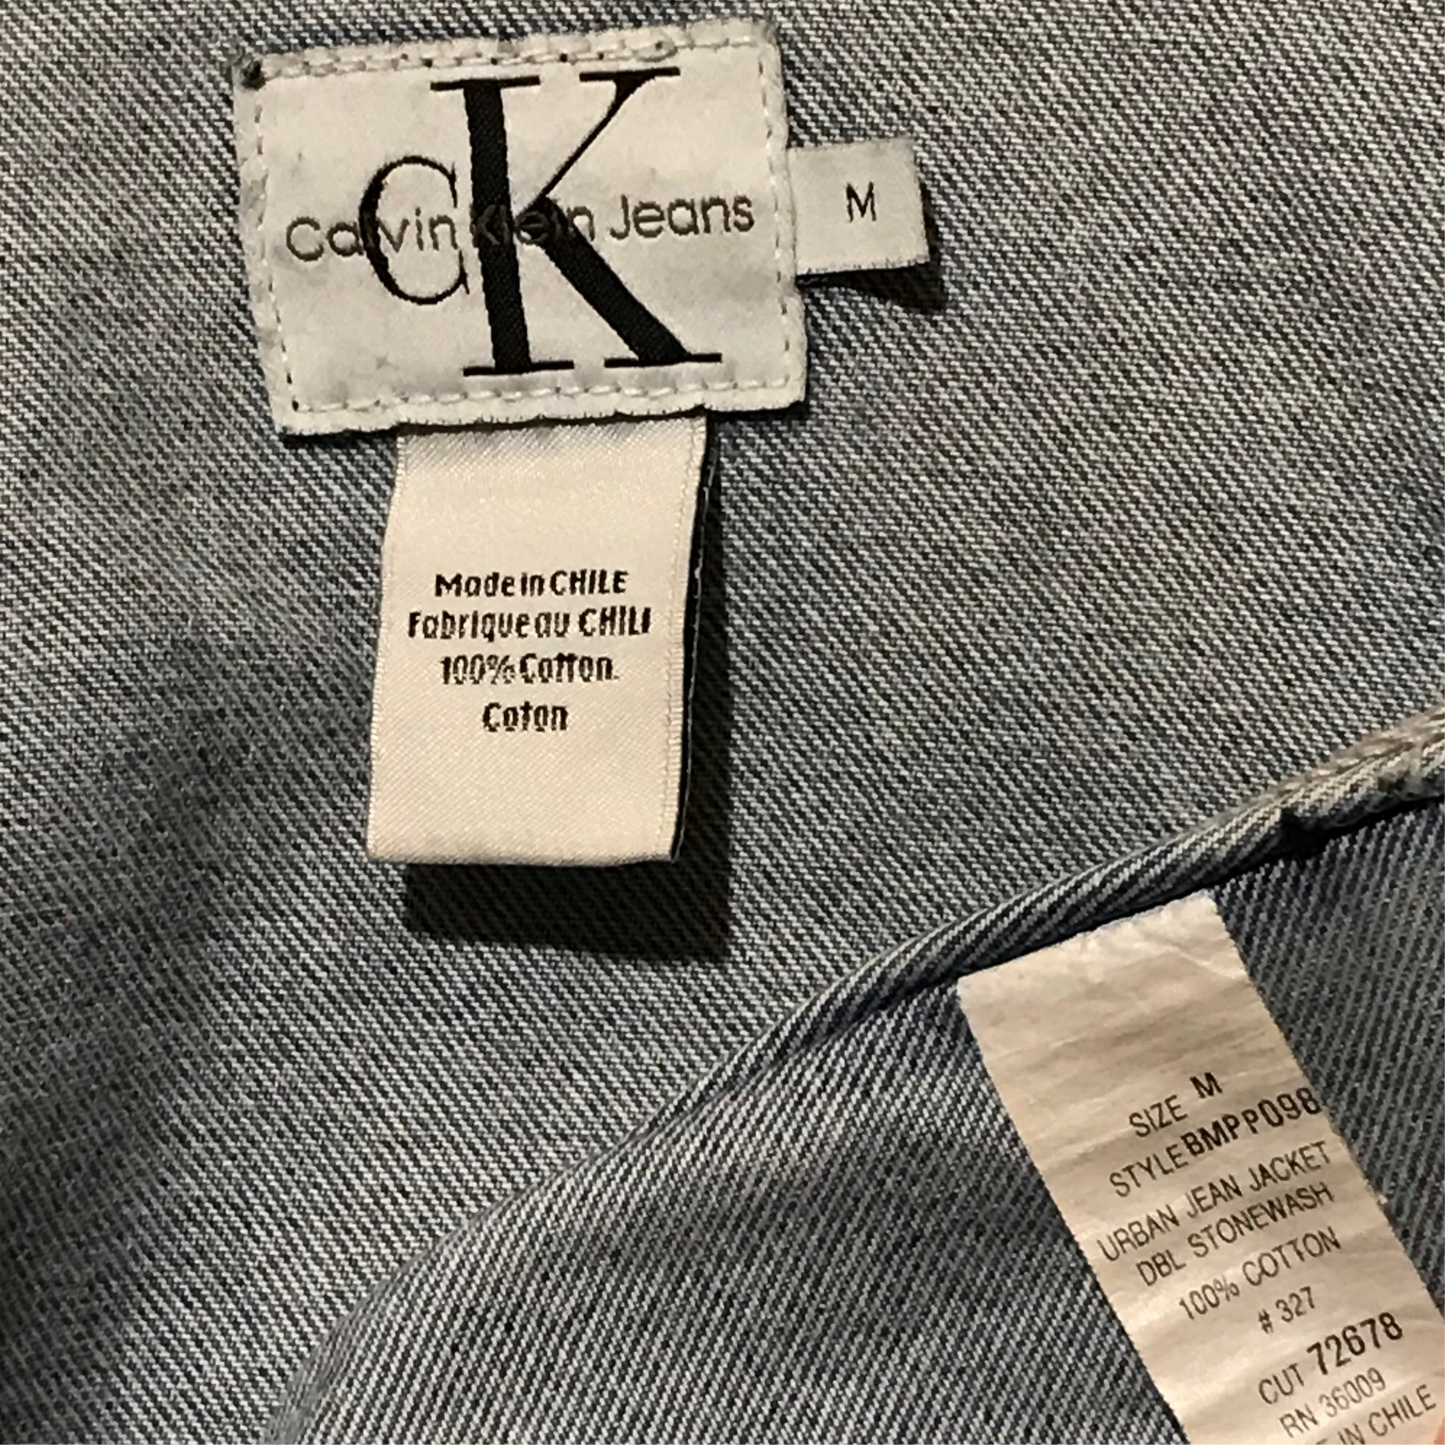 CK
Calvin Klein Jeans
M
Made in CHILE
Fabrique au CHILI
100% Cotton
Coton
SIZE M
STYLE BMPP098
URBAN JEAN JACKET
DBL STONEWASH
100% COTTON
# 327
CUT 72678
RN 36009
IN CHILE